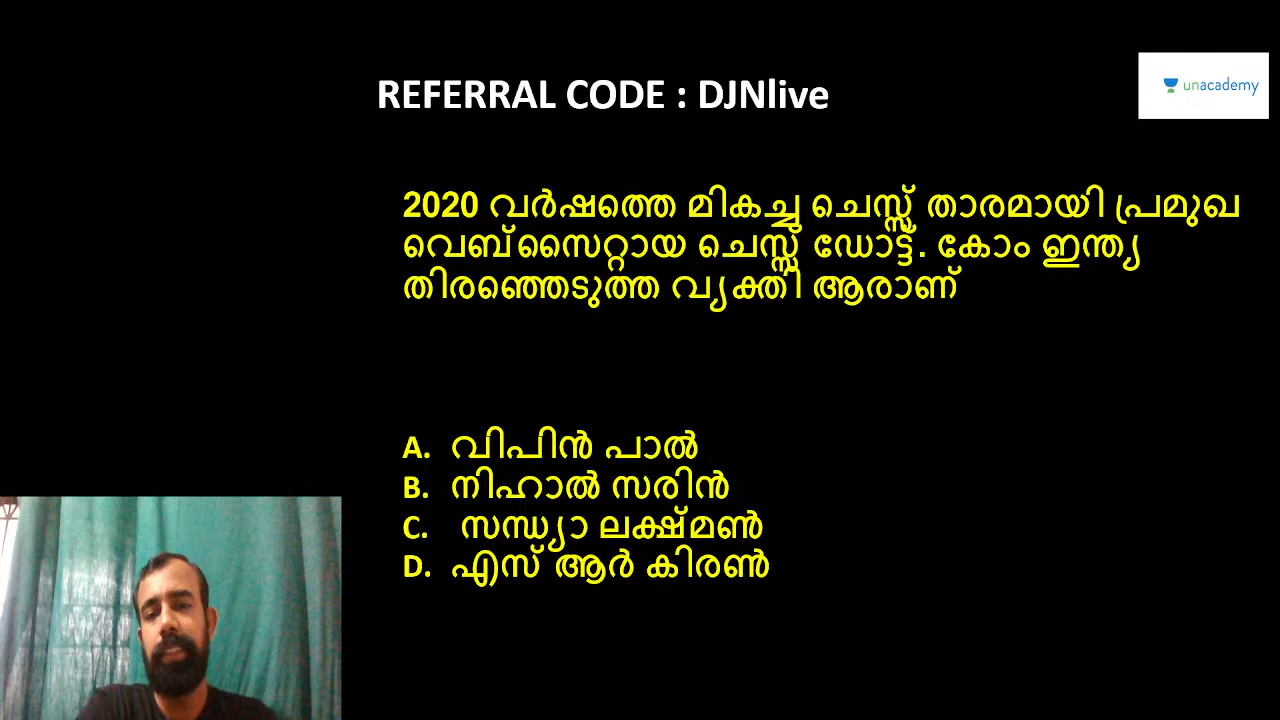 REFERRAL CODE : DJNlive
unacademy
2020 വർഷത്തെ മികച്ച ചെസ്സ് താരമായി പ്രമുഖ
വെബ്സൈറ്റായ ചെസ്സ് ഡോട്ട്. കോം ഇന്ത്യ
തിരഞ്ഞെടുത്ത വ്യക്തി ആരാണ്
A. വിപിൻ പാൽ
B. നിഹാൽ സരിൻ
C. സന്ധ്യാ ലക്ഷ്മൺ
D. എസ് ആർ കിരൺ